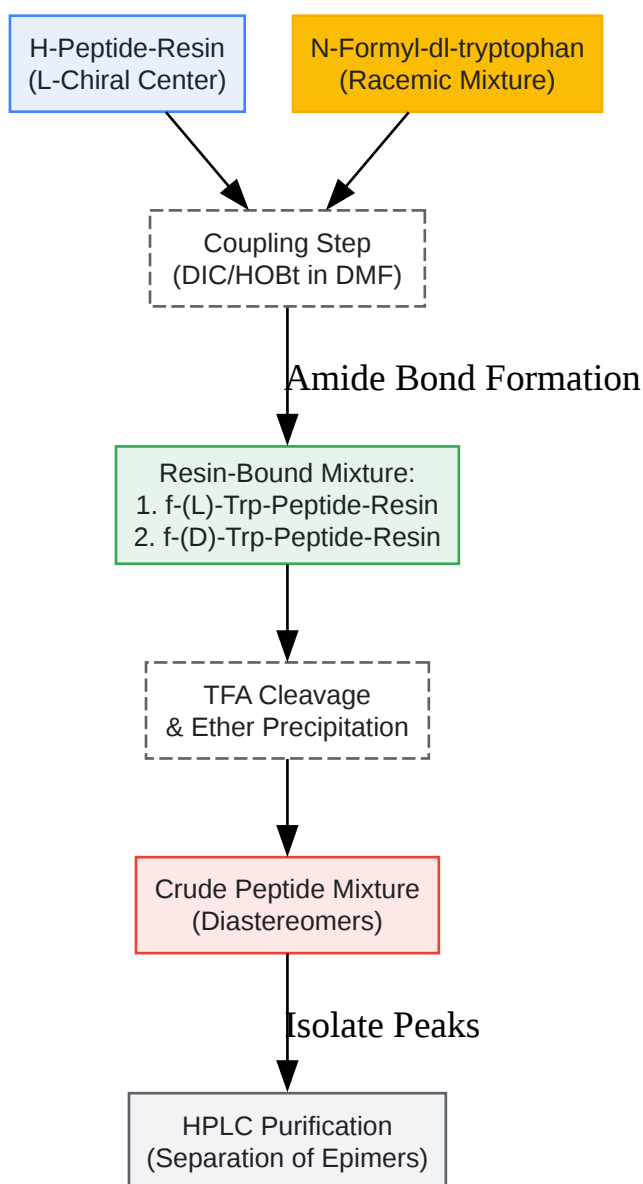 H-Peptide-Resin
(L-Chiral Center)
N-Formyl-dl-tryptophan
(Racemic Mixture)
Coupling Step
(DIC/HOBt in DMF)
Amide Bond Formation
Resin-Bound Mixture:
1. f-(L)-Trp-Peptide-Resin
2. f-(D)-Trp-Peptide-Resin
TFA Cleavage
& Ether Precipitation
Crude Peptide Mixture
(Diastereomers)
Isolate Peaks
HPLC Purification
(Separation of Epimers)